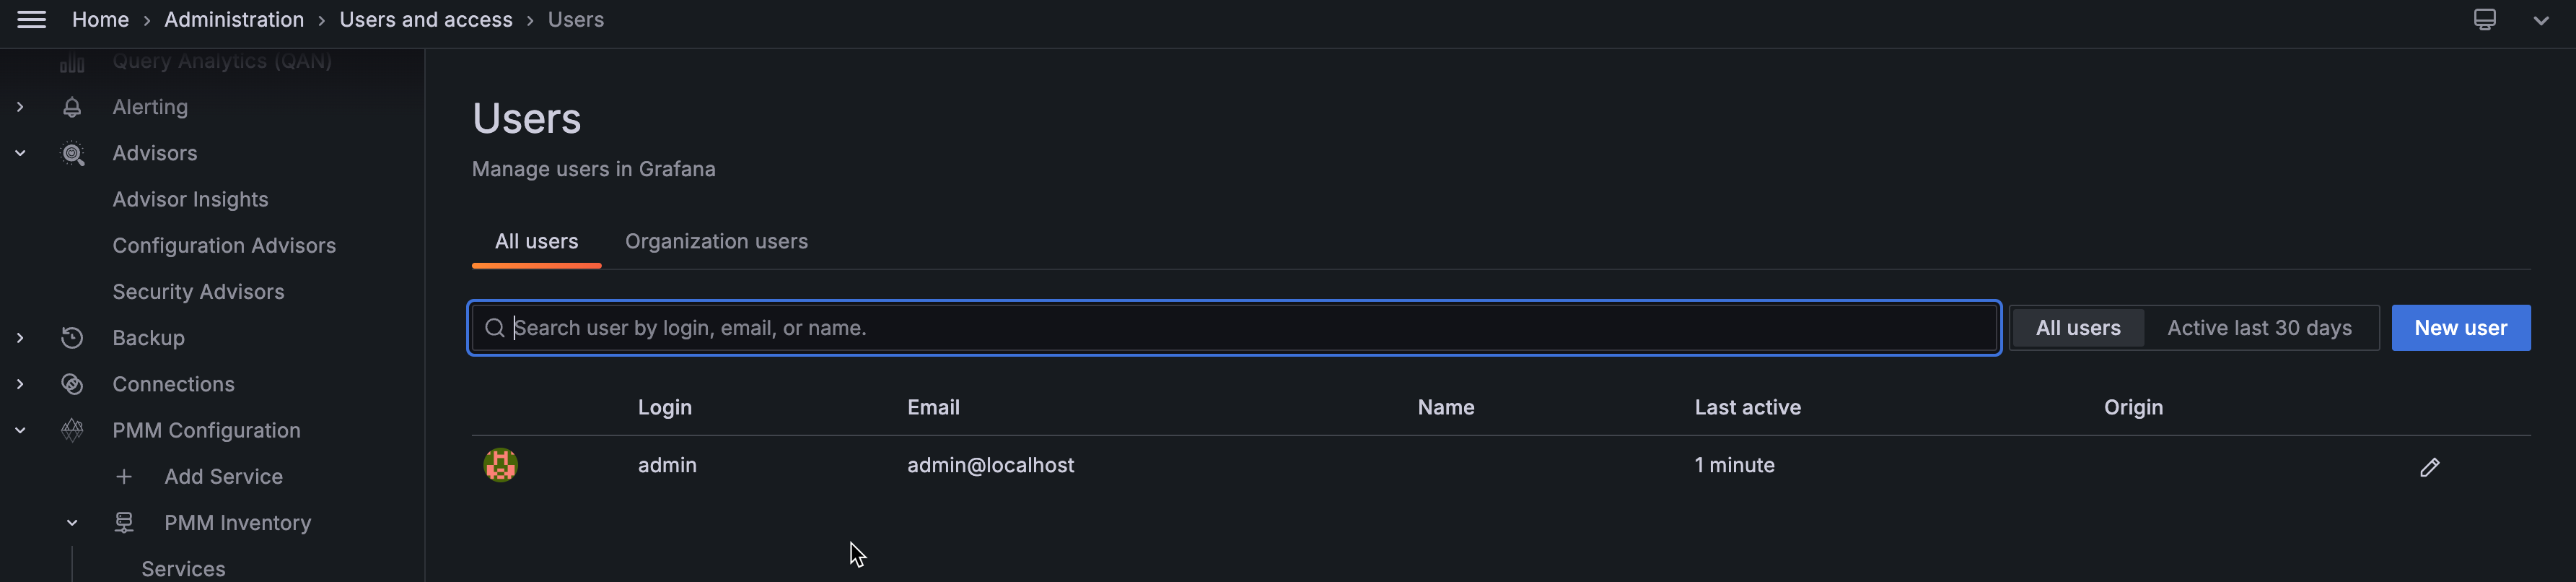 Home › Administration › Users and access › Users
Query Analytics (QAN)
Alerting
Advisors
Advisor Insights
Configuration Advisors
Security Advisors
Backup
Connections
PMM Configuration
Add Service
PMM Inventory
Services
Users
Manage users in Grafana
All users Organization users
Search user by login, email, or name. All users Active last 30 days New user
Login Email Name Last active Origin
admin admin@localhost 1 minute